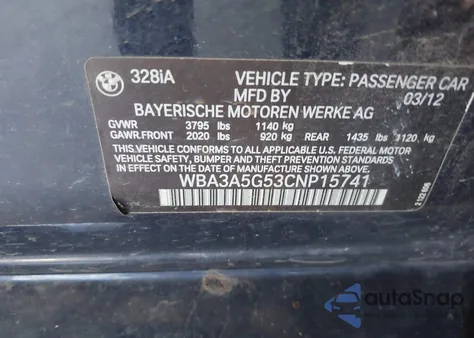 BMW
328iA
VEHICLE TYPE: PASSENGER CAR
MFD BY 03/12
BAYERISCHE MOTOREN WERKE AG
GVWR 3795 lbs 1140 kg
GAWR.FRONT 2020 lbs 920 kg REAR 1435 lbs 1120 kg
THIS VEHICLE CONFORMS TO ALL APPLICABLE U.S. FEDERAL MOTOR
VEHICLE SAFETY, BUMPER, AND THEFT PREVENTION STANDARDS
IN EFFECT ON THE DATE OF MANUFACTURE SHOWN ABOVE.
WBA3A5G53CNP15741
autoSnap